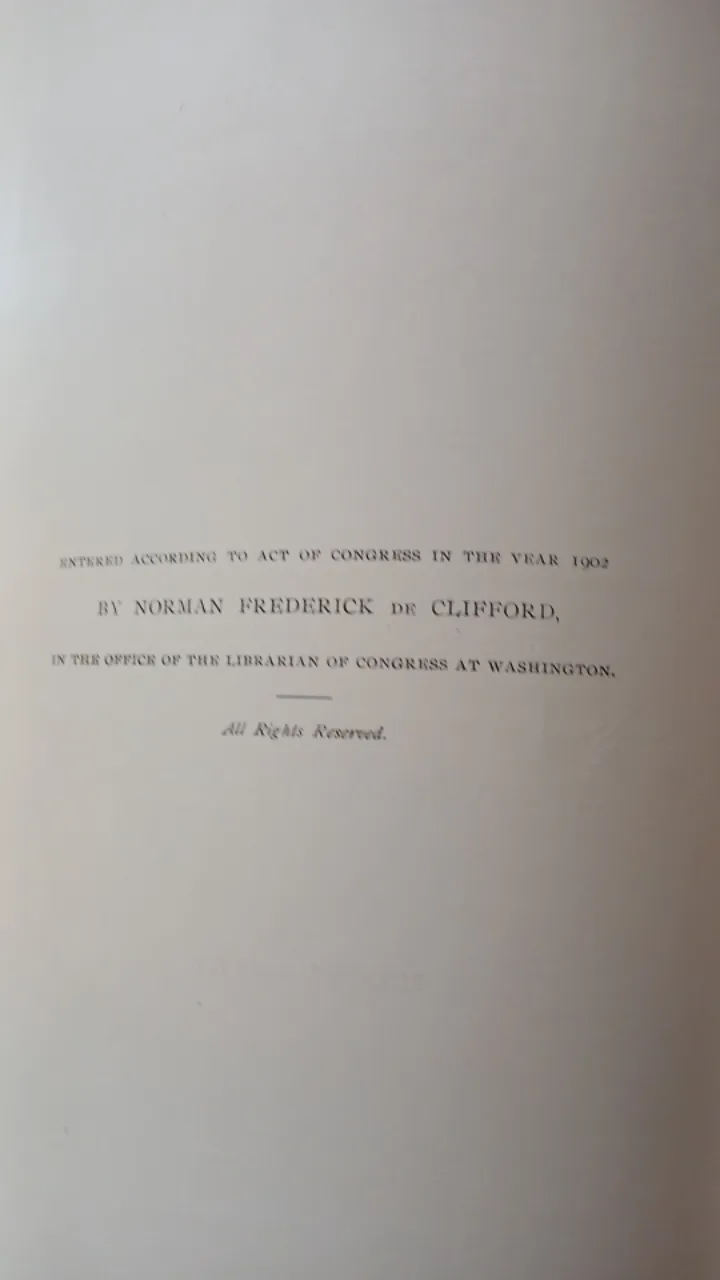 ENTERED ACCORDING TO ACT OF CONGRESS IN THE YEAR 1902
BY NORMAN FREDERICK DE CLIFFORD,
IN THE OFFICE OF THE LIBRARIAN OF CONGRESS AT WASHINGTON.
All Rights Reserved.